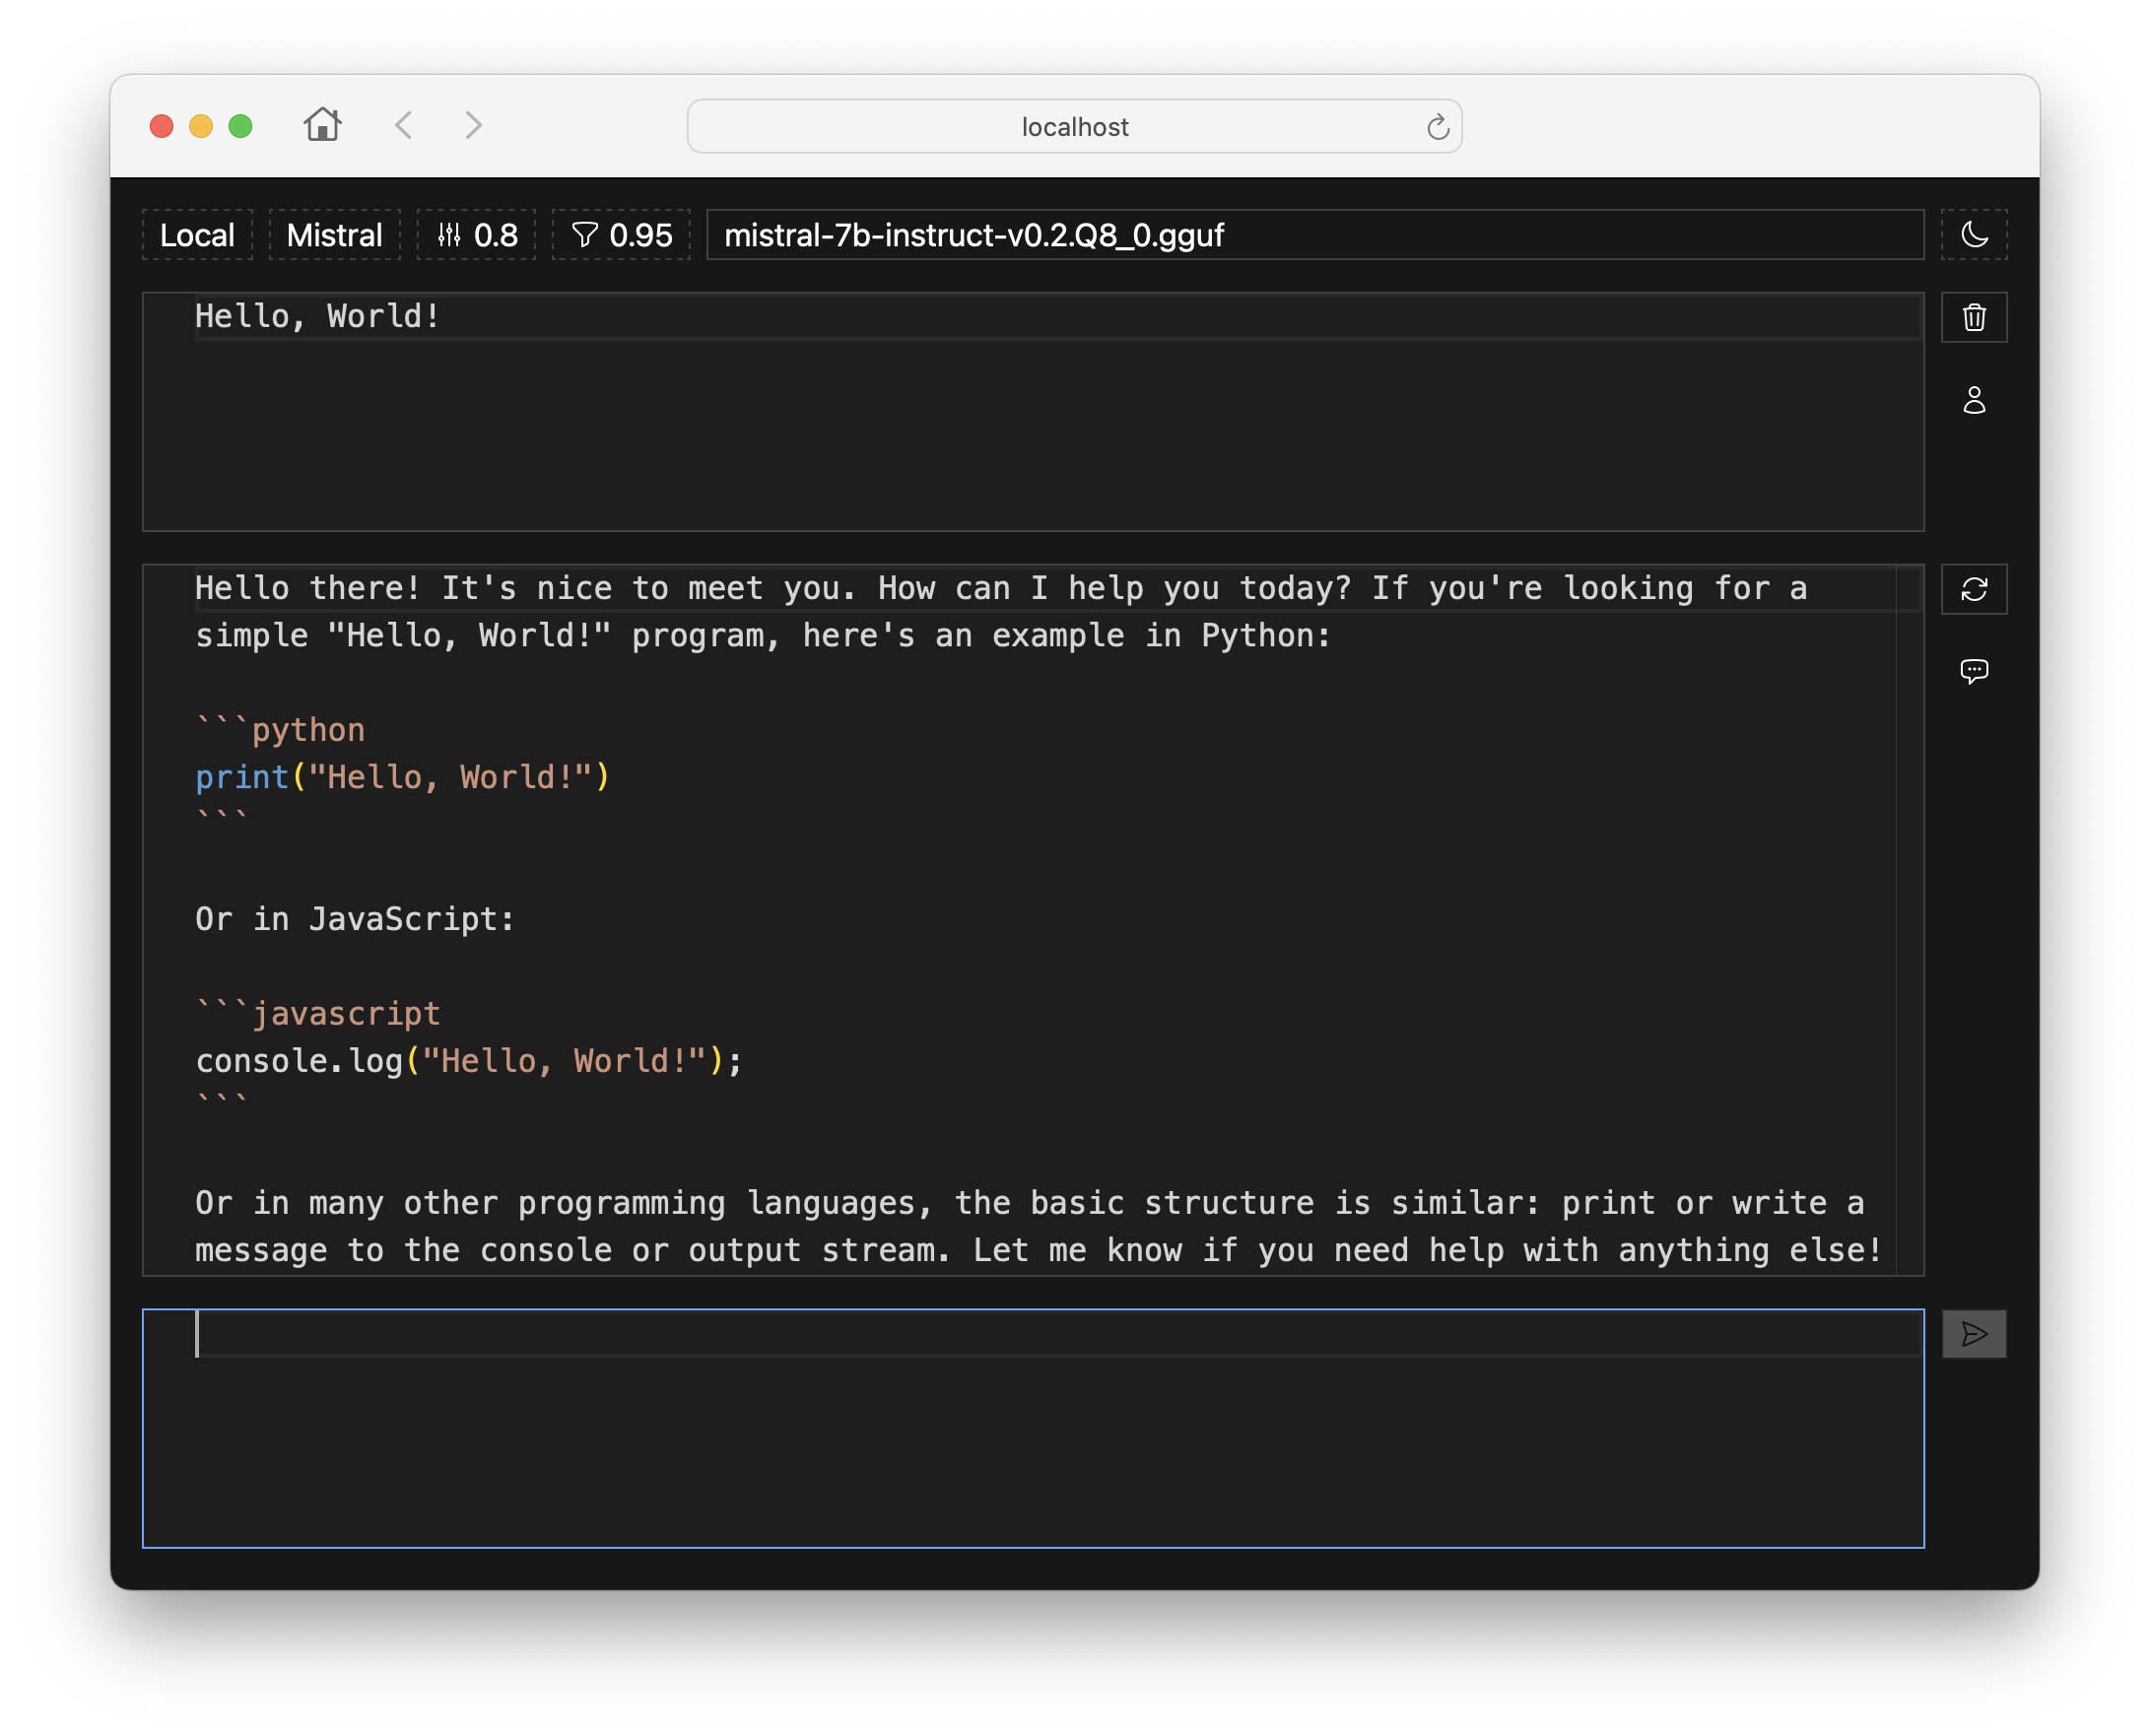 localhost
Local Mistral 0.8 0.95 mistral-7b-instruct-v0.2.Q8_0.gguf
Hello, World!
Hello there! It's nice to meet you. How can I help you today? If you're looking for a
simple "Hello, World!" program, here's an example in Python:
```python
print("Hello, World!")
```
Or in JavaScript:
```javascript
console.log("Hello, World!");
```
Or in many other programming languages, the basic structure is similar: print or write a
message to the console or output stream. Let me know if you need help with anything else!